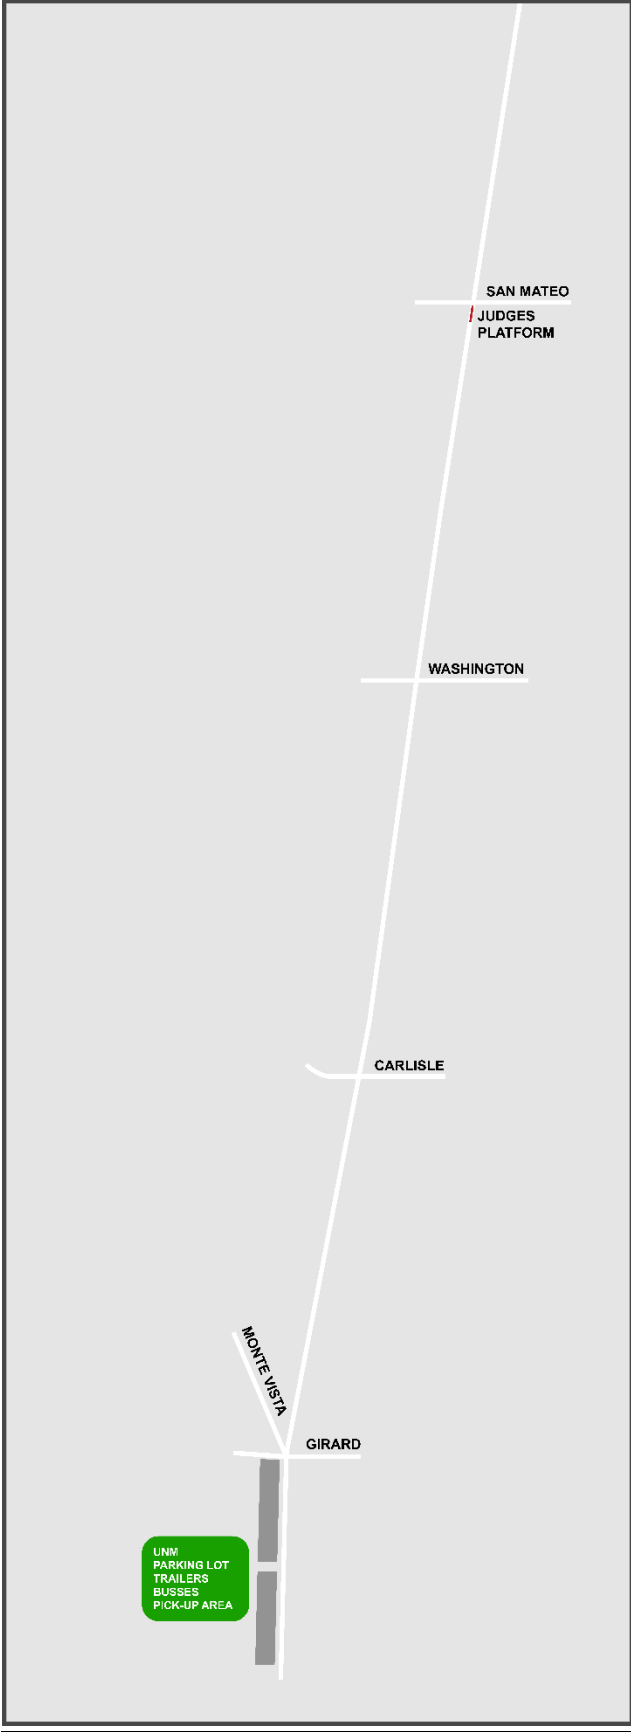 SAN MATEO
JUDGES
PLATFORM
WASHINGTON
CARLISLE
MONTE VISTA
GIRARD
UNM
PARKING LOT
TRAILERS
BUSSES
PICK-UP AREA